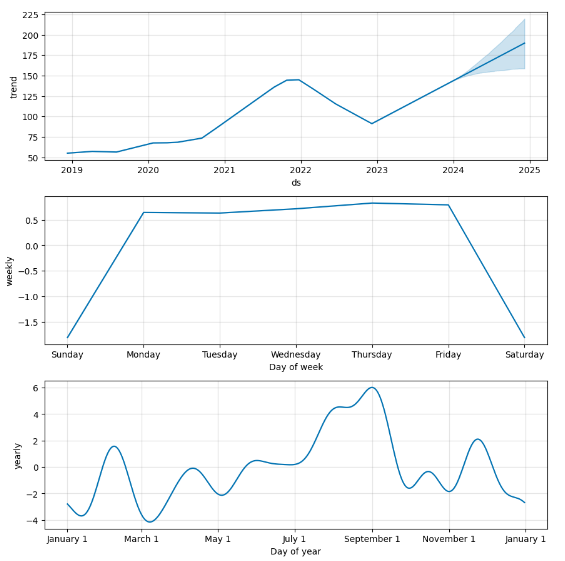 225
200
175
150
125
100
75
50
trend
2019 2020 2021 2022 2023 2024 2025
ds
0.5
0.0
−0.5
−1.0
−1.5
weekly
Sunday Monday Tuesday Wednesday Thursday Friday Saturday
Day of week
6
4
2
0
−2
−4
yearly
January 1 March 1 May 1 July 1 September 1 November 1 January 1
Day of year